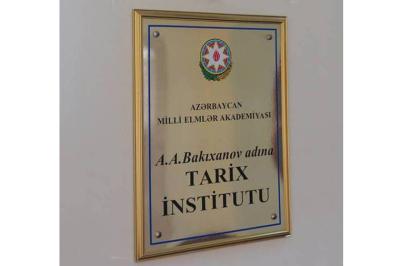 AZƏRBAYCAN
MİLLİ ELMLƏR AKADEMİYASI
A.A.Bakıxanov adına
TARİX
İNSTİTUTU